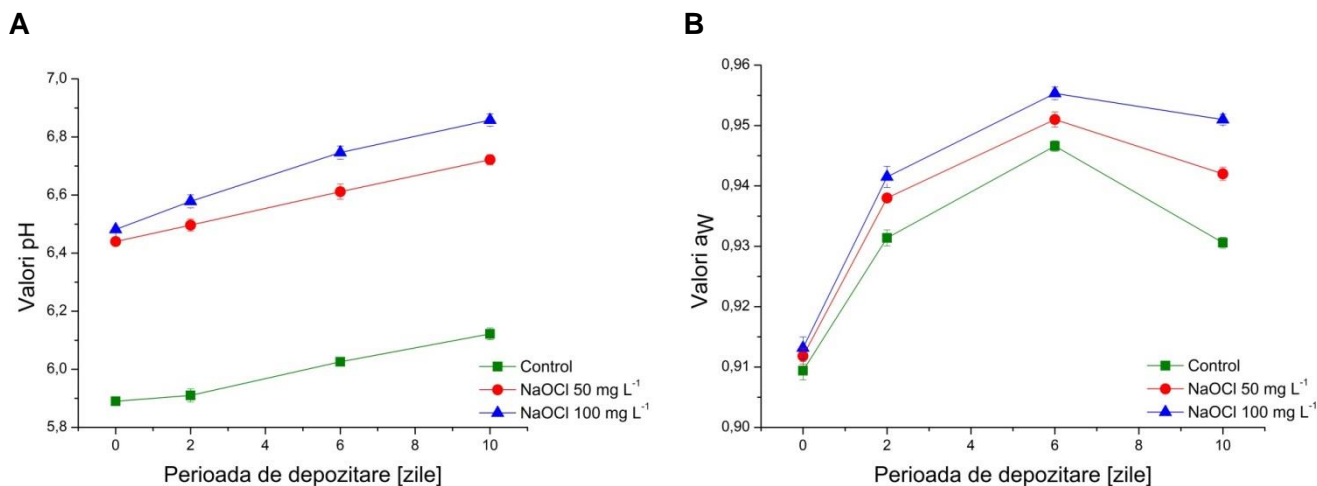 A
7,0
6,8
6,6
6,4
6,2
6,0
5,8
Valori pH
0 2 4 6 8 10
Perioada de depozitare [zile]
Control
NaOCl 50 mg L⁻¹
NaOCl 100 mg L⁻¹
B
0,96
0,95
0,94
0,93
0,92
0,91
0,90
Valori aw
0 2 4 6 8 10
Perioada de depozitare [zile]
Control
NaOCl 50 mg L⁻¹
NaOCl 100 mg L⁻¹